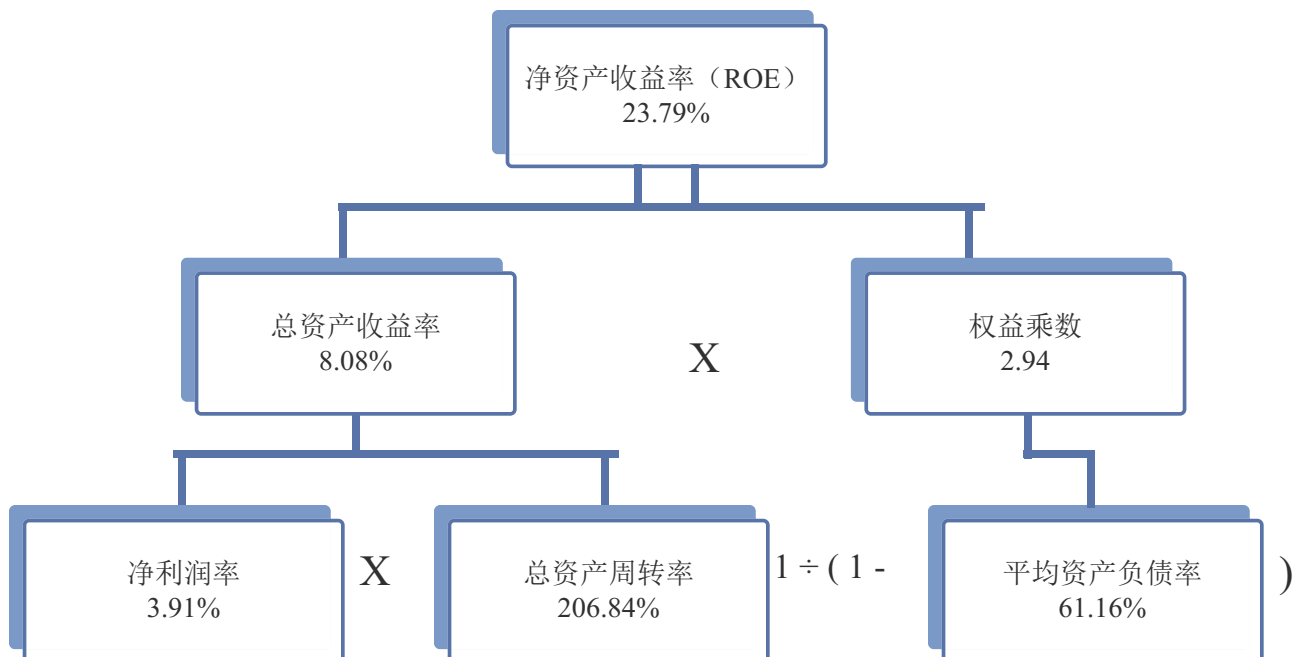 净资产收益率（ROE）
23.79%
总资产收益率
8.08%
X
权益乘数
2.94
净利润率
3.91%
X
总资产周转率
206.84%
1 ÷ ( 1 -
平均资产负债率
61.16%
)